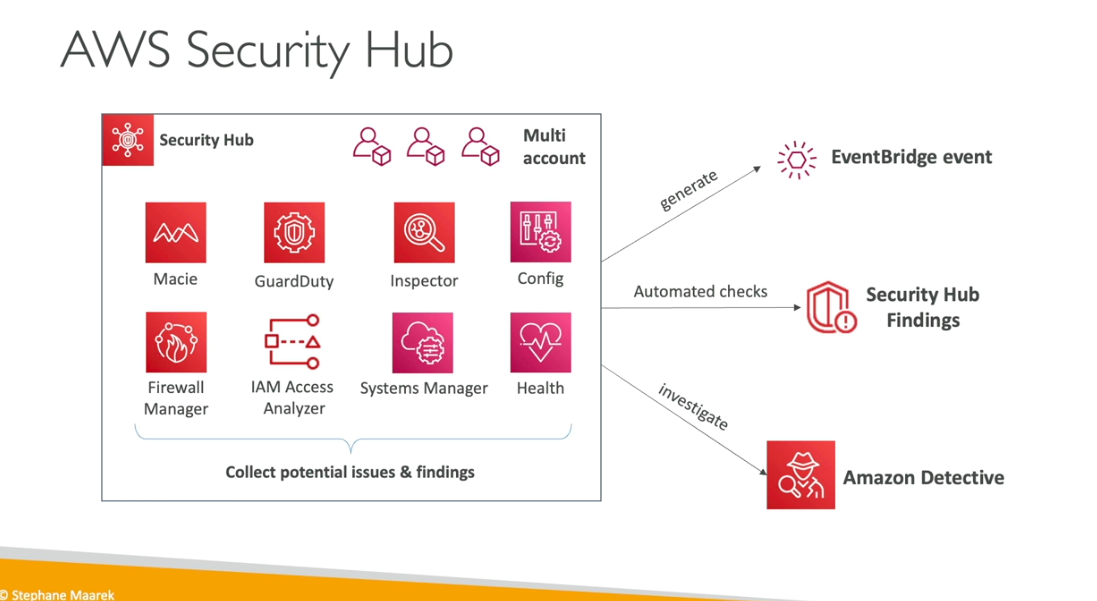 AWS Security Hub
Security Hub
Multi
account
Macie
GuardDuty
Inspector
Config
Firewall
Manager
IAM Access
Analyzer
Systems Manager
Health
Collect potential issues & findings
generate
EventBridge event
Automated checks
Security Hub
Findings
investigate
Amazon Detective
© Stephane Maarek